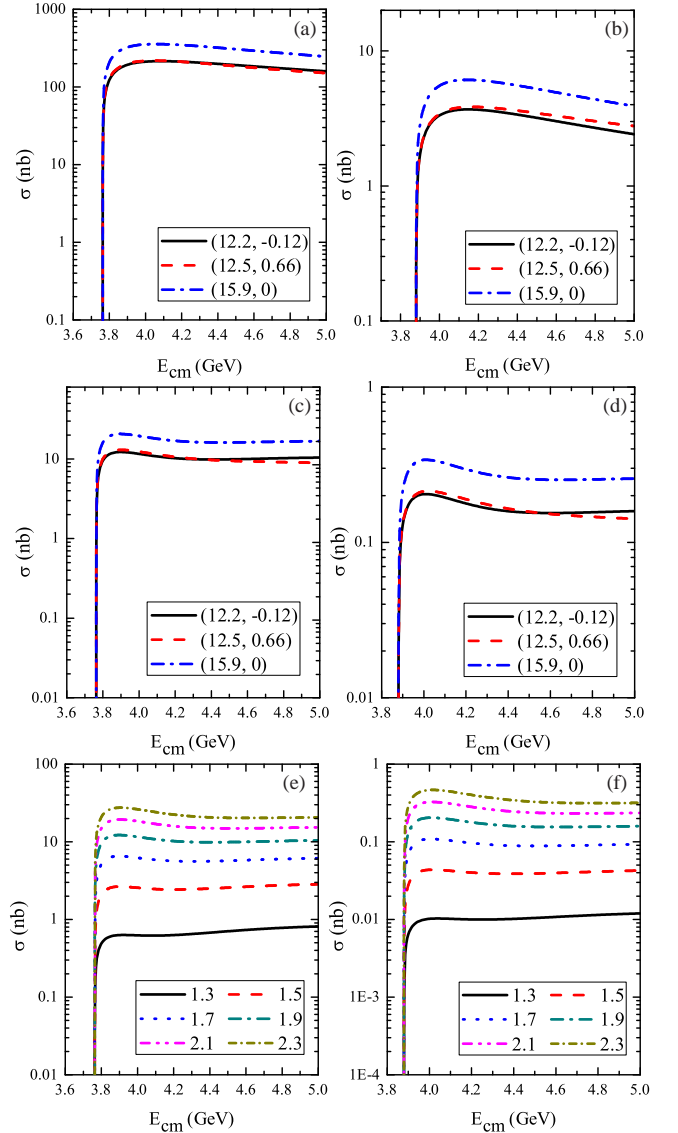 (a)
1000
100
10
1
0.1
σ (nb)
(12.2, -0.12)
(12.5, 0.66)
(15.9, 0)
3.6 3.8 4.0 4.2 4.4 4.6 4.8 5.0
Ecm (GeV)
(b)
10
1
0.1
σ (nb)
(12.2, -0.12)
(12.5, 0.66)
(15.9, 0)
3.6 3.8 4.0 4.2 4.4 4.6 4.8 5.0
Ecm (GeV)
(c)
10
1
0.1
0.01
σ (nb)
(12.2, -0.12)
(12.5, 0.66)
(15.9, 0)
3.6 3.8 4.0 4.2 4.4 4.6 4.8 5.0
Ecm (GeV)
(d)
1
0.1
0.01
σ (nb)
(12.2, -0.12)
(12.5, 0.66)
(15.9, 0)
3.8 4.0 4.2 4.4 4.6 4.8 5.0
Ecm (GeV)
(e)
100
10
1
0.1
0.01
σ (nb)
1.3 1.5
1.7 1.9
2.1 2.3
3.6 3.8 4.0 4.2 4.4 4.6 4.8 5.0
Ecm (GeV)
(f)
1
0.1
0.01
1E-3
1E-4
σ (nb)
1.3 1.5
1.7 1.9
2.1 2.3
3.8 4.0 4.2 4.4 4.6 4.8 5.0
Ecm (GeV)